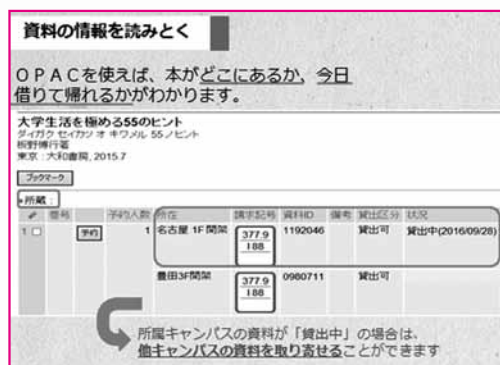 資料の情報を読みとく
OPACを使えば、本がどこにあるか、今日
借りて帰れるかがわかります。
大学生活を極める55のヒント
ダイガク セイカツ オ キワメル 55 ノ ヒント
板野博行著
東京 : 大和書房, 2015.7
ブックマーク
所蔵 :
巻号 予約人数 所在 請求記号 資料ID 備考 貸出区分 状況
1 予約 1 名古屋 1F開架 377.9 1192046 貸出可 貸出中(2016/09/28)
I88
豊田3F開架 377.9 0980711 貸出可
I88
所属キャンパスの資料が「貸出中」の場合は、
他キャンパスの資料を取り寄せることができます